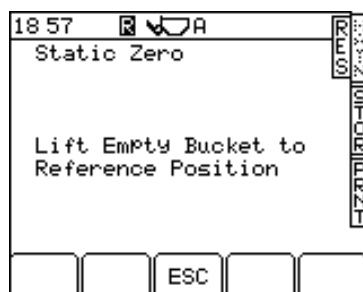 18 57 R A
Static Zero
Lift Empty Bucket to
Reference Position
ESC
RES
STOR
PRNT